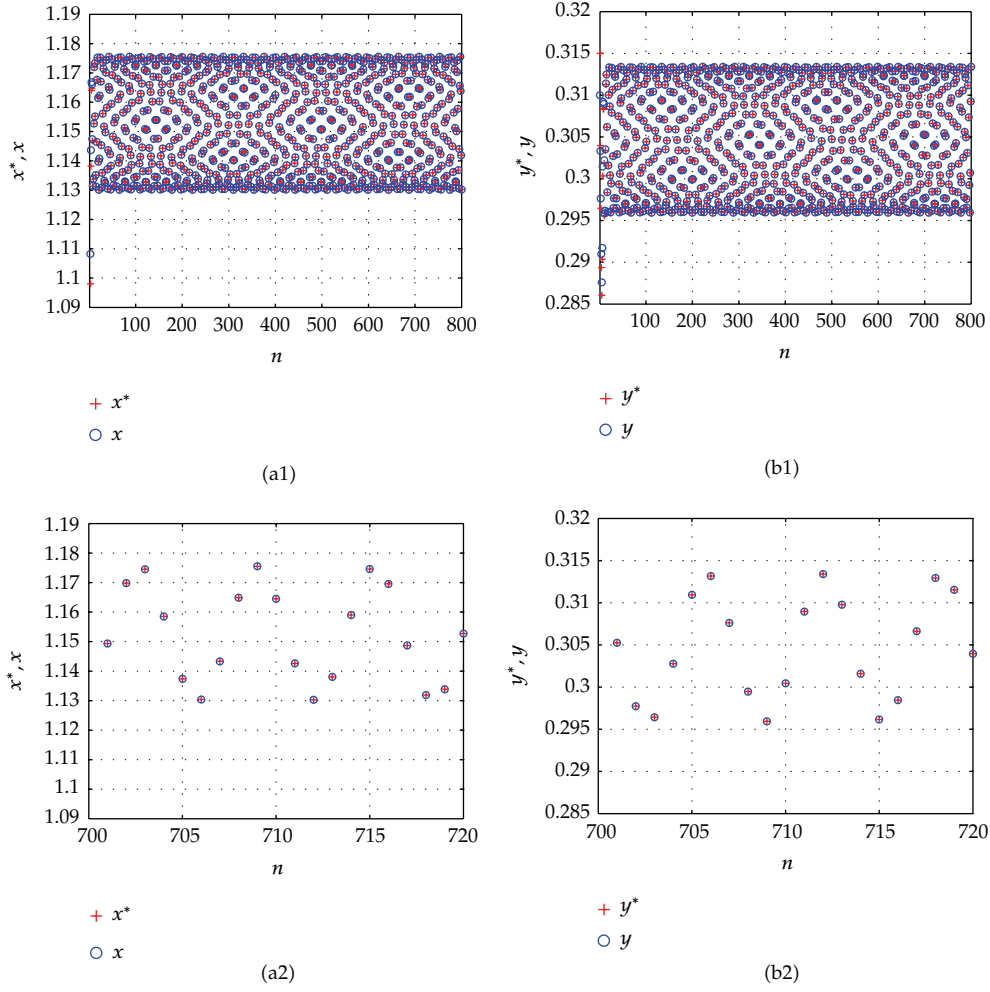 1.19
1.18
1.17
1.16
1.15
1.14
1.13
1.12
1.11
1.1
1.09
x*, x
100 200 300 400 500 600 700 800
n
+ x*
○ x
(a1)
0.32
0.315
0.31
0.305
0.3
0.295
0.29
0.285
y*, y
100 200 300 400 500 600 700 800
n
+ y*
○ y
(b1)
1.19
1.18
1.17
1.16
1.15
1.14
1.13
1.12
1.11
1.1
1.09
x*, x
700 705 710 715 720
n
+ x*
○ x
(a2)
0.32
0.315
0.31
0.305
0.3
0.295
0.29
0.285
y*, y
700 705 710 715 720
n
+ y*
○ y
(b2)